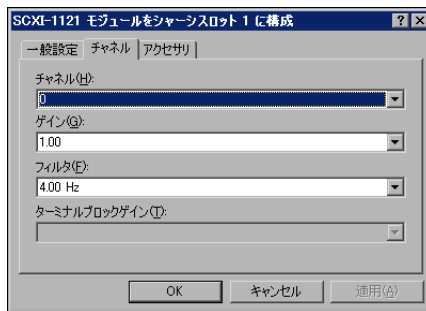 SCXI-1121 モジュールをシャーシスロット 1 に構成
一般設定 チャネル アクセサリ
チャネル(H):
0
ゲイン(G):
1.00
フィルタ(F):
4.00 Hz
ターミナルブロックゲイン(T):
OK キャンセル 適用(A)